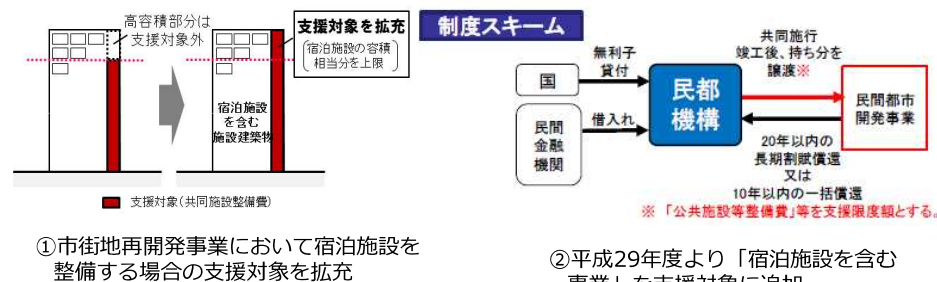 高容積部分は
支援対象外
支援対象を拡充
宿泊施設の容積
相当分を上限
宿泊施設
を含む
施設建築物
支援対象(共同施設整備費)
①市街地再開発事業において宿泊施設を
整備する場合の支援対象を拡充
制度スキーム
国
無利子
貸付
民間
金融
機関
借入れ
民都
機構
共同施行
竣工後、持ち分を
譲渡※
民間都市
開発事業
20年以内の
長期割賦償還
又は
10年以内の一括償還
※「公共施設等整備費」等を支援限度額とする。
②平成29年度より「宿泊施設を含む
事業」を支援対象に追加